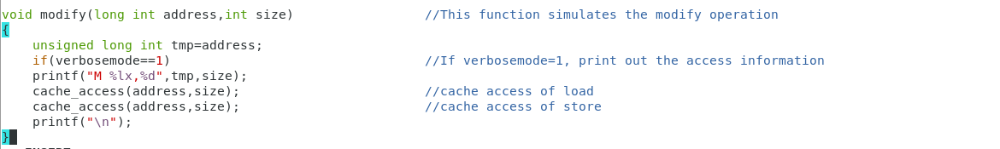 void modify(long int address,int size) //This function simulates the modify operation
{
unsigned long int tmp=address;
if(verbosemode==1) //If verbosemode=1, print out the access information
printf("M %lx,%d",tmp,size);
cache_access(address,size); //cache access of load
cache_access(address,size); //cache access of store
printf("\n");
}